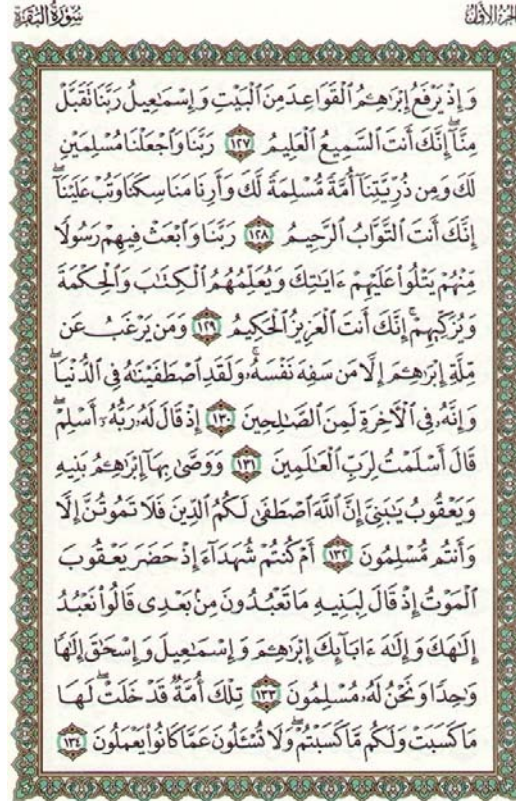 الجزء الأول
سورة البقرة
وَإِذْ يَرْفَعُ إِبْرَٰهِـۧمُ ٱلْقَوَاعِدَ مِنَ ٱلْبَيْتِ وَإِسْمَـٰعِيلُ رَبَّنَا تَقَبَّلْ
مِنَّآ ۖ إِنَّكَ أَنتَ ٱلسَّمِيعُ ٱلْعَلِيمُ ١٢٧ رَبَّنَا وَٱجْعَلْنَا مُسْلِمَيْنِ
لَكَ وَمِن ذُرِّيَّتِنَآ أُمَّةً مُّسْلِمَةً لَّكَ وَأَرِنَا مَنَاسِكَنَا وَتُبْ عَلَيْنَآ ۖ
إِنَّكَ أَنتَ ٱلتَّوَّابُ ٱلرَّحِيمُ ١٢٨ رَبَّنَا وَٱبْعَثْ فِيهِمْ رَسُولًا
مِّنْهُمْ يَتْلُوا۟ عَلَيْهِمْ ءَايَـٰتِكَ وَيُعَلِّمُهُمُ ٱلْكِتَـٰبَ وَٱلْحِكْمَةَ
وَيُزَكِّيهِمْ ۚ إِنَّكَ أَنتَ ٱلْعَزِيزُ ٱلْحَكِيمُ ١٢٩ وَمَن يَرْغَبُ عَن
مِّلَّةِ إِبْرَٰهِـۧمَ إِلَّا مَن سَفِهَ نَفْسَهُۥ ۚ وَلَقَدِ ٱصْطَفَيْنَـٰهُ فِى ٱلدُّنْيَا ۖ
وَإِنَّهُۥ فِى ٱلْـَٔاخِرَةِ لَمِنَ ٱلصَّـٰلِحِينَ ١٣٠ إِذْ قَالَ لَهُۥ رَبُّهُۥٓ أَسْلِمْ ۖ
قَالَ أَسْلَمْتُ لِرَبِّ ٱلْعَـٰلَمِينَ ١٣١ وَوَصَّىٰ بِهَآ إِبْرَٰهِـۧمُ بَنِيهِ
وَيَعْقُوبُ يَـٰبَنِىَّ إِنَّ ٱللَّهَ ٱصْطَفَىٰ لَكُمُ ٱلدِّينَ فَلَا تَمُوتُنَّ إِلَّا
وَأَنتُم مُّسْلِمُونَ ١٣٢ أَمْ كُنتُمْ شُهَدَآءَ إِذْ حَضَرَ يَعْقُوبَ
ٱلْمَوْتُ إِذْ قَالَ لِبَنِيهِ مَا تَعْبُدُونَ مِنۢ بَعْدِى قَالُوا۟ نَعْبُدُ
إِلَـٰهَكَ وَإِلَـٰهَ ءَابَآئِكَ إِبْرَٰهِـۧمَ وَإِسْمَـٰعِيلَ وَإِسْحَـٰقَ إِلَـٰهًا
وَٰحِدًا وَنَحْنُ لَهُۥ مُسْلِمُونَ ١٣٣ تِلْكَ أُمَّةٌ قَدْ خَلَتْ ۖ لَهَا
مَا كَسَبَتْ وَلَكُم مَّا كَسَبْتُمْ ۖ وَلَا تُسْـَٔلُونَ عَمَّا كَانُوا۟ يَعْمَلُونَ ١٣٤